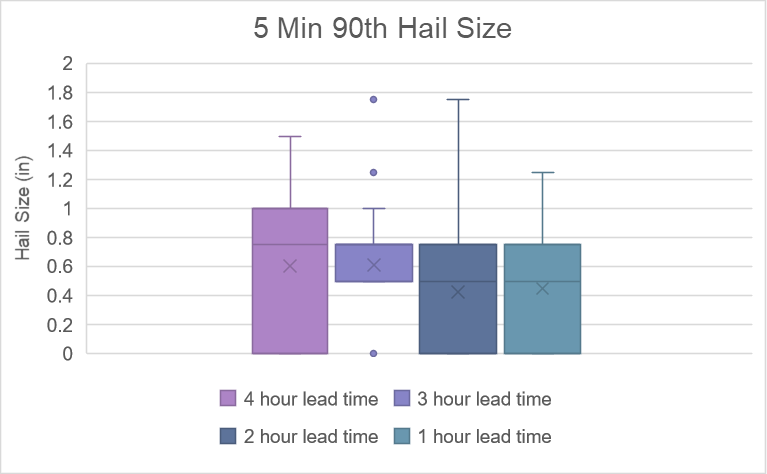 5 Min 90th Hail Size
2
1.8
1.6
1.4
1.2
1
0.8
0.6
0.4
0.2
0
Hail Size (in)
4 hour lead time
3 hour lead time
2 hour lead time
1 hour lead time